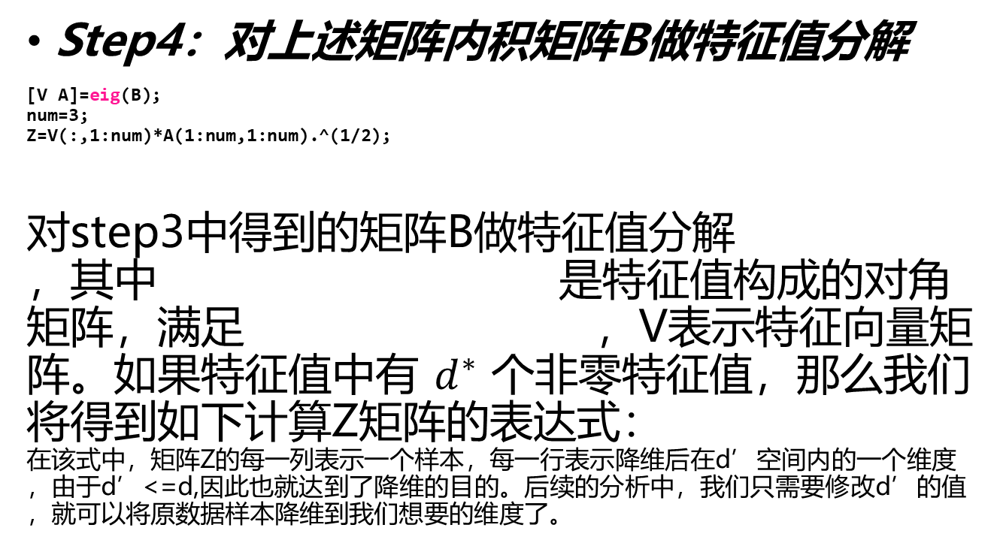 • Step4：对上述矩阵内积矩阵B做特征值分解
[V A]=eig(B);
num=3;
Z=V(:,1:num)*A(1:num,1:num).^(1/2);
对step3中得到的矩阵B做特征值分解
，其中 是特征值构成的对角
矩阵，满足 ，V表示特征向量矩
阵。如果特征值中有 d* 个非零特征值，那么我们
将得到如下计算Z矩阵的表达式：
在该式中，矩阵Z的每一列表示一个样本，每一行表示降维后在d’空间内的一个维度
，由于d’<=d,因此也就达到了降维的目的。后续的分析中，我们只需要修改d’的值
，就可以将原数据样本降维到我们想要的维度了。